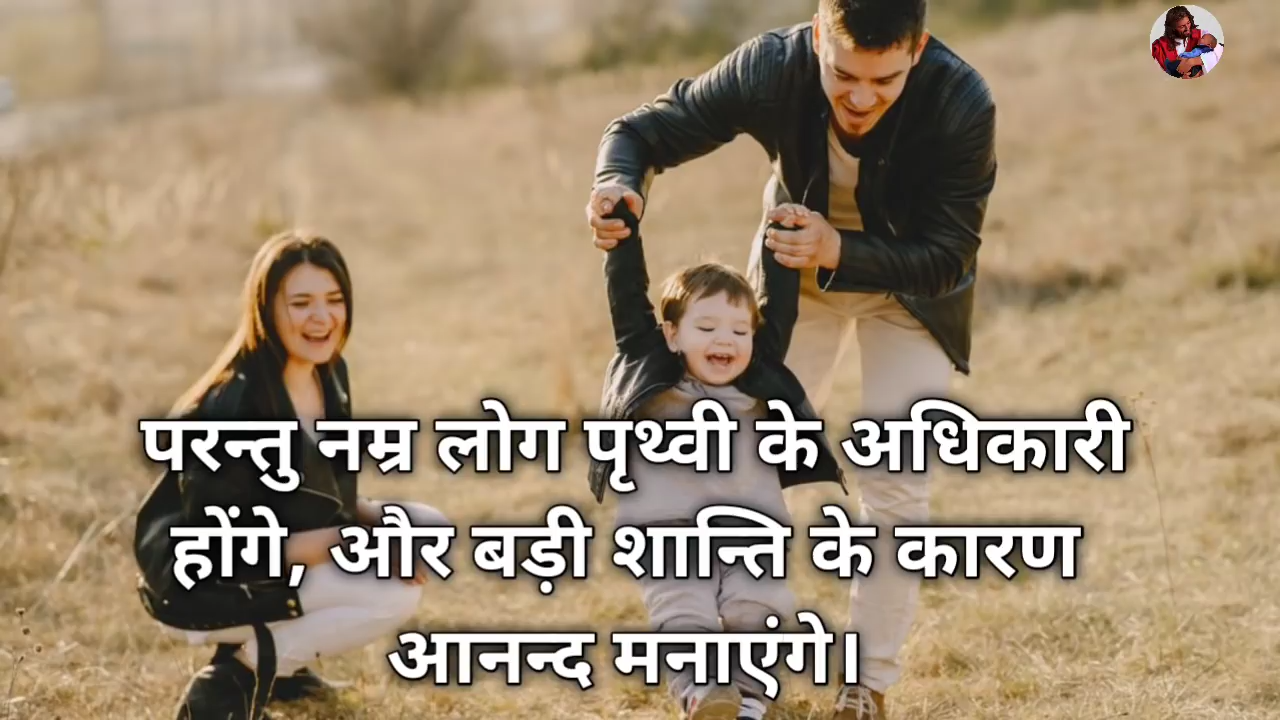 परन्तु नम्र लोग पृथ्वी के अधिकारी
होंगे, और बड़ी शान्ति के कारण
आनन्द मनाएंगे।